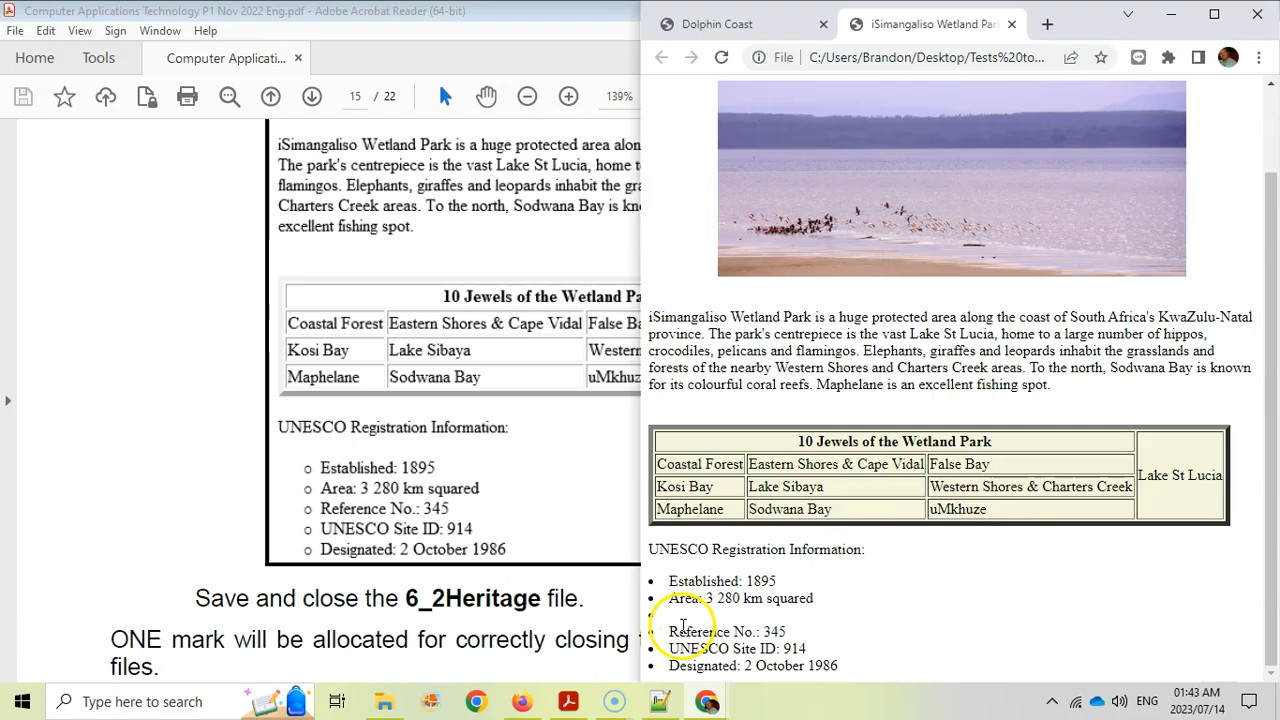 Computer Applications Technology P1 Nov 2022 Eng.pdf - Adobe Acrobat Reader (64-bit)
File Edit View Sign Window Help
Home Tools Computer Applicati...
15 / 22 139%
iSimangaliso Wetland Park is a huge protected area alon
The park's centrepiece is the vast Lake St Lucia, home t
flamingos. Elephants, giraffes and leopards inhabit the gra
Charters Creek areas. To the north, Sodwana Bay is kn
excellent fishing spot.
10 Jewels of the Wetland Pa
Coastal Forest Eastern Shores & Cape Vidal False Ba
Kosi Bay Lake Sibaya Western
Maphelane Sodwana Bay uMkhuz
UNESCO Registration Information:
Established: 1895
Area: 3 280 km squared
Reference No.: 345
UNESCO Site ID: 914
Designated: 2 October 1986
Save and close the 6_2Heritage file.
ONE mark will be allocated for correctly closing
files.
Dolphin Coast iSimangaliso Wetland Par
File C:/Users/Brandon/Desktop/Tests%20to...
iSimangaliso Wetland Park is a huge protected area along the coast of South Africa's KwaZulu-Natal
province. The park's centrepiece is the vast Lake St Lucia, home to a large number of hippos,
crocodiles, pelicans and flamingos. Elephants, giraffes and leopards inhabit the grasslands and
forests of the nearby Western Shores and Charters Creek areas. To the north, Sodwana Bay is known
for its colourful coral reefs. Maphelane is an excellent fishing spot.
10 Jewels of the Wetland Park
Coastal Forest Eastern Shores & Cape Vidal False Bay
Lake St Lucia
Kosi Bay Lake Sibaya Western Shores & Charters Creek
Maphelane Sodwana Bay uMkhuze
UNESCO Registration Information:
Established: 1895
Area: 3 280 km squared
Reference No.: 345
UNESCO Site ID: 914
Designated: 2 October 1986
Type here to search
ENG
01:43 AM
2023/07/14